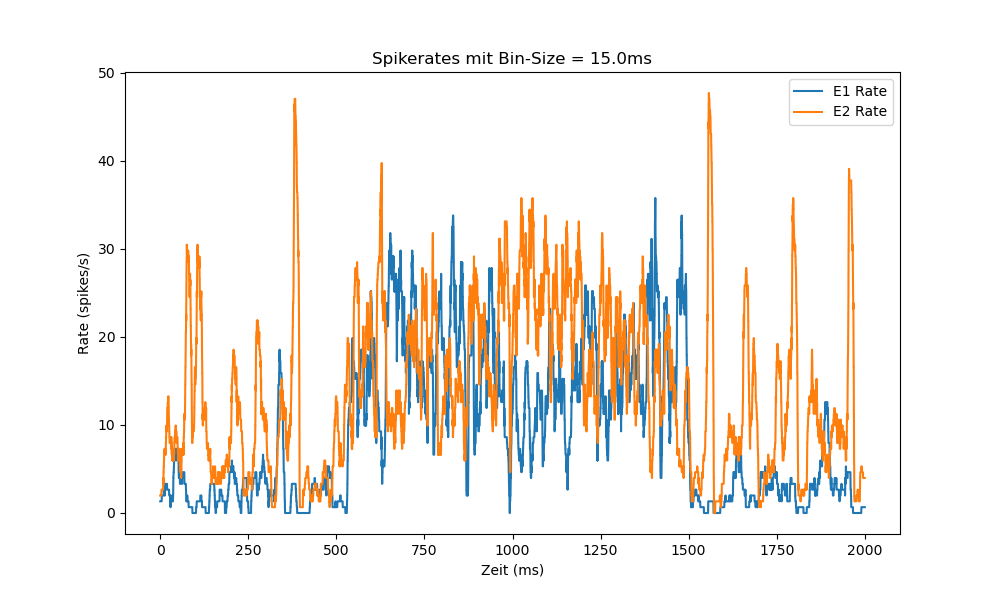 Spikerates mit Bin-Size = 15.0ms
E1 Rate
E2 Rate
50
40
30
20
10
0
Rate (spikes/s)
0 250 500 750 1000 1250 1500 1750 2000
Zeit (ms)